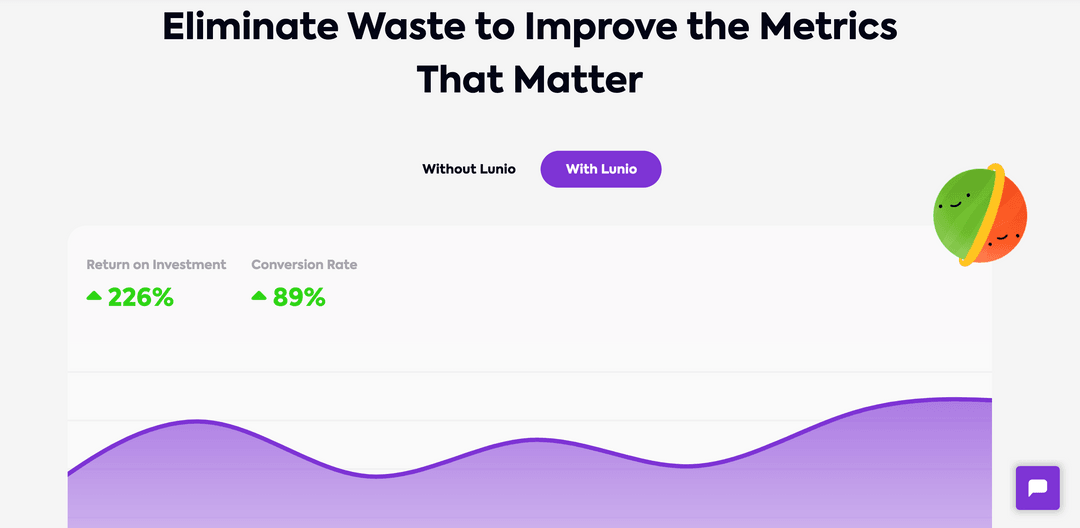 Eliminate Waste to Improve the Metrics
That Matter
Without Lunio
With Lunio
Return on Investment
Conversion Rate
226%
89%